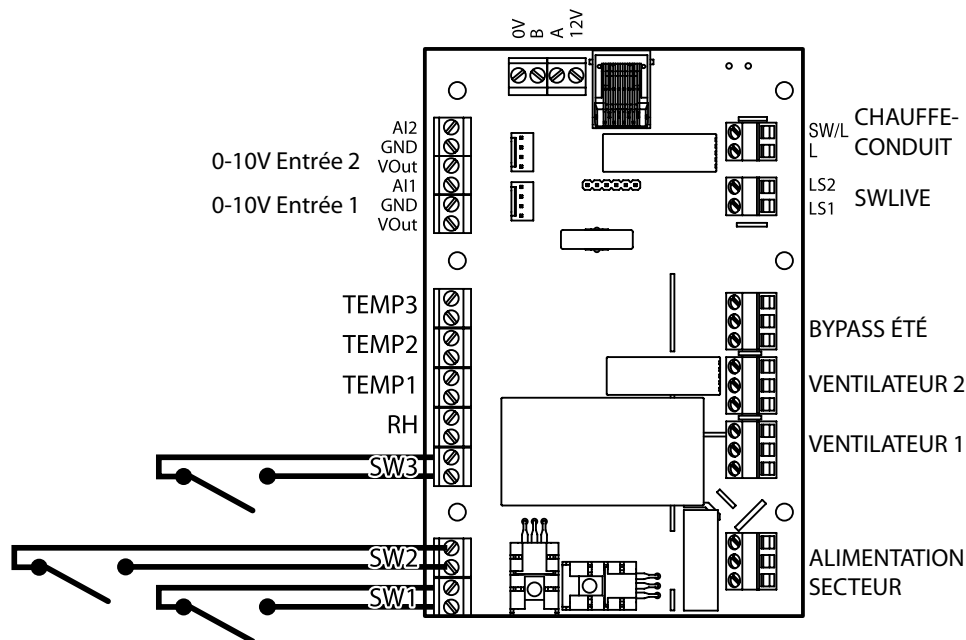 0V
B
A
12V
AI2
GND
VOut
AI1
GND
VOut
0-10V Entrée 2
0-10V Entrée 1
TEMP3
TEMP2
TEMP1
RH
SW3
SW2
SW1
SW/L
L
CHAUFFE-
CONDUIT
LS2
LS1
SWLIVE
BYPASS ÉTÉ
VENTILATEUR 2
VENTILATEUR 1
ALIMENTATION
SECTEUR